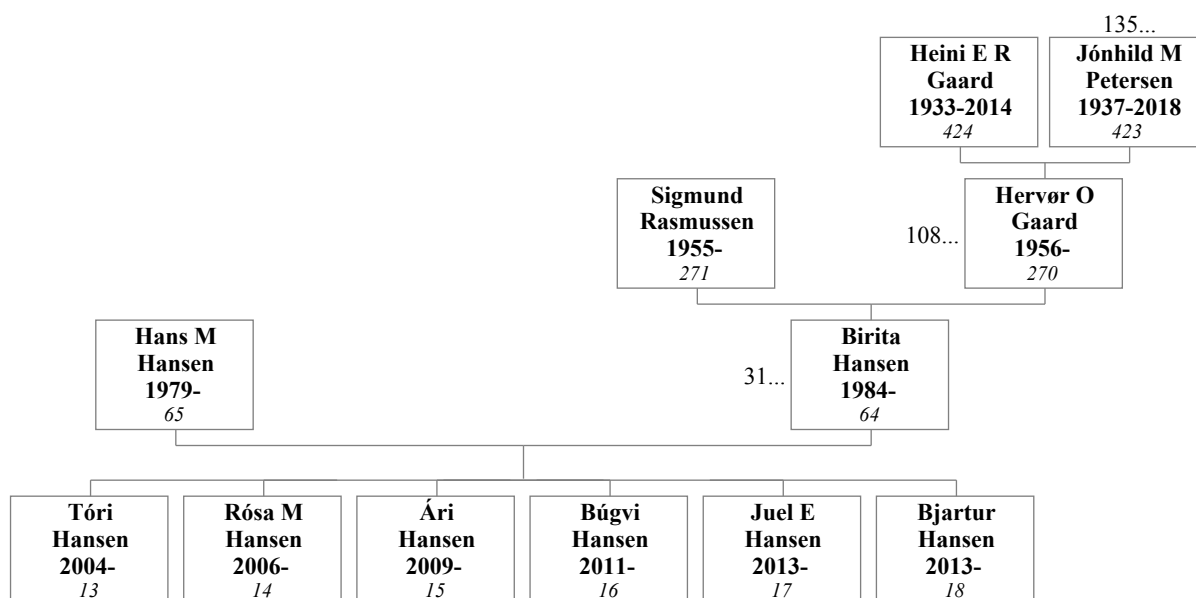 135...
Heini E R
Gaard
1933-2014
424
Jónhild M
Petersen
1937-2018
423
Sigmund
Rasmussen
1955-
271
108...
Hervør O
Gaard
1956-
270
Hans M
Hansen
1979-
65
31...
Birita
Hansen
1984-
64
Tóri
Hansen
2004-
13
Rósa M
Hansen
2006-
14
Ári
Hansen
2009-
15
Búgvi
Hansen
2011-
16
Juel E
Hansen
2013-
17
Bjartur
Hansen
2013-
18